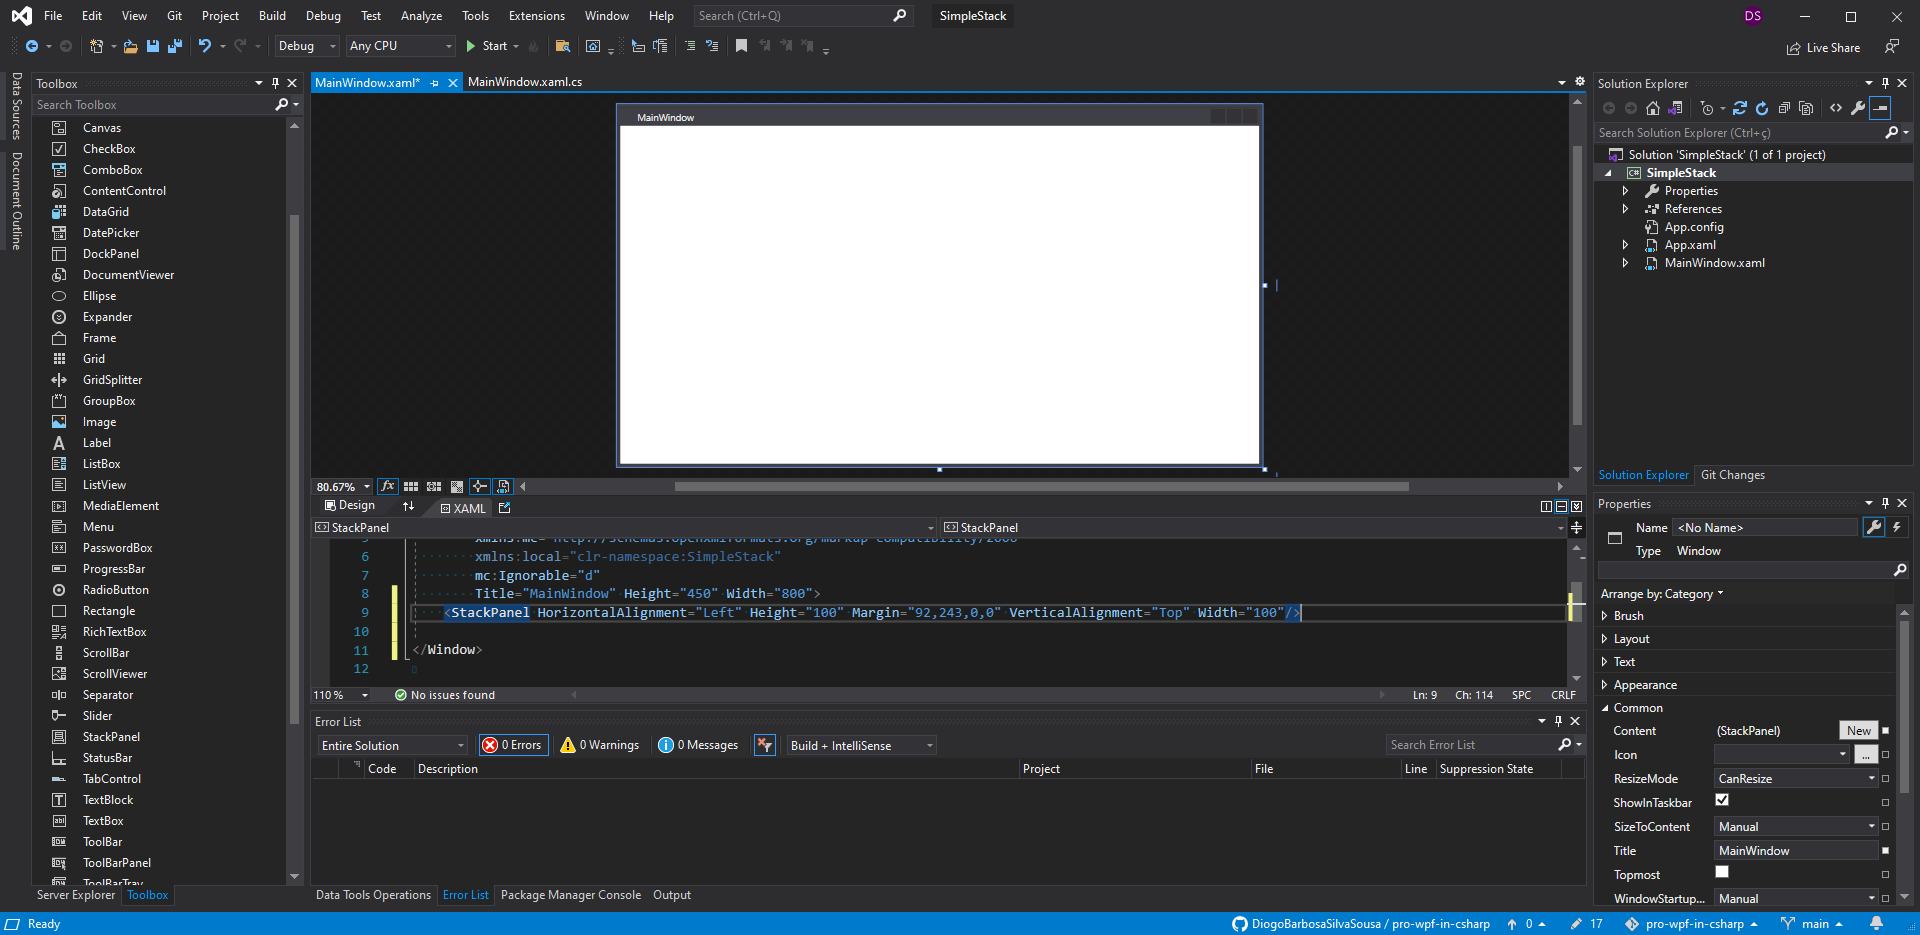 File Edit View Git Project Build Debug Test Analyze Tools Extensions Window Help Search (Ctrl+Q) SimpleStack DS
Debug Any CPU Start Live Share
Data Sources
Document Outline
Toolbox
Search Toolbox
Canvas
CheckBox
ComboBox
ContentControl
DataGrid
DatePicker
DockPanel
DocumentViewer
Ellipse
Expander
Frame
Grid
GridSplitter
GroupBox
Image
Label
ListBox
ListView
MediaElement
Menu
PasswordBox
ProgressBar
RadioButton
Rectangle
RichTextBox
ScrollBar
ScrollViewer
Separator
Slider
StackPanel
StatusBar
TabControl
TextBlock
TextBox
ToolBar
ToolBarPanel
ToolBarTray
Server Explorer Toolbox
MainWindow.xaml* MainWindow.xaml.cs
MainWindow
80.67% fx
Design XAML
StackPanel StackPanel
5 xmlns:mc="http://schemas.openxmlformats.org/markup-compatibility/2006"
6 xmlns:local="clr-namespace:SimpleStack"
7 mc:Ignorable="d"
8 Title="MainWindow" Height="450" Width="800">
9 <StackPanel HorizontalAlignment="Left" Height="100" Margin="92,243,0,0" VerticalAlignment="Top" Width="100"/>
10
11 </Window>
12
110 % No issues found Ln: 9 Ch: 114 SPC CRLF
Error List
Entire Solution 0 Errors 0 Warnings 0 Messages Build + IntelliSense Search Error List
Code Description Project File Line Suppression State
Data Tools Operations Error List Package Manager Console Output
Solution Explorer
Search Solution Explorer (Ctrl+ç)
Solution 'SimpleStack' (1 of 1 project)
C# SimpleStack
Properties
References
App.config
App.xaml
MainWindow.xaml
Solution Explorer Git Changes
Properties
Name <No Name>
Type Window
Arrange by: Category
Brush
Layout
Text
Appearance
Common
Content (StackPanel) New
Icon ...
ResizeMode CanResize
ShowInTaskbar
SizeToContent Manual
Title MainWindow
Topmost
WindowStartup... Manual
Ready DiogoBarbosaSilvaSousa / pro-wpf-in-csharp 0 17 pro-wpf-in-csharp main